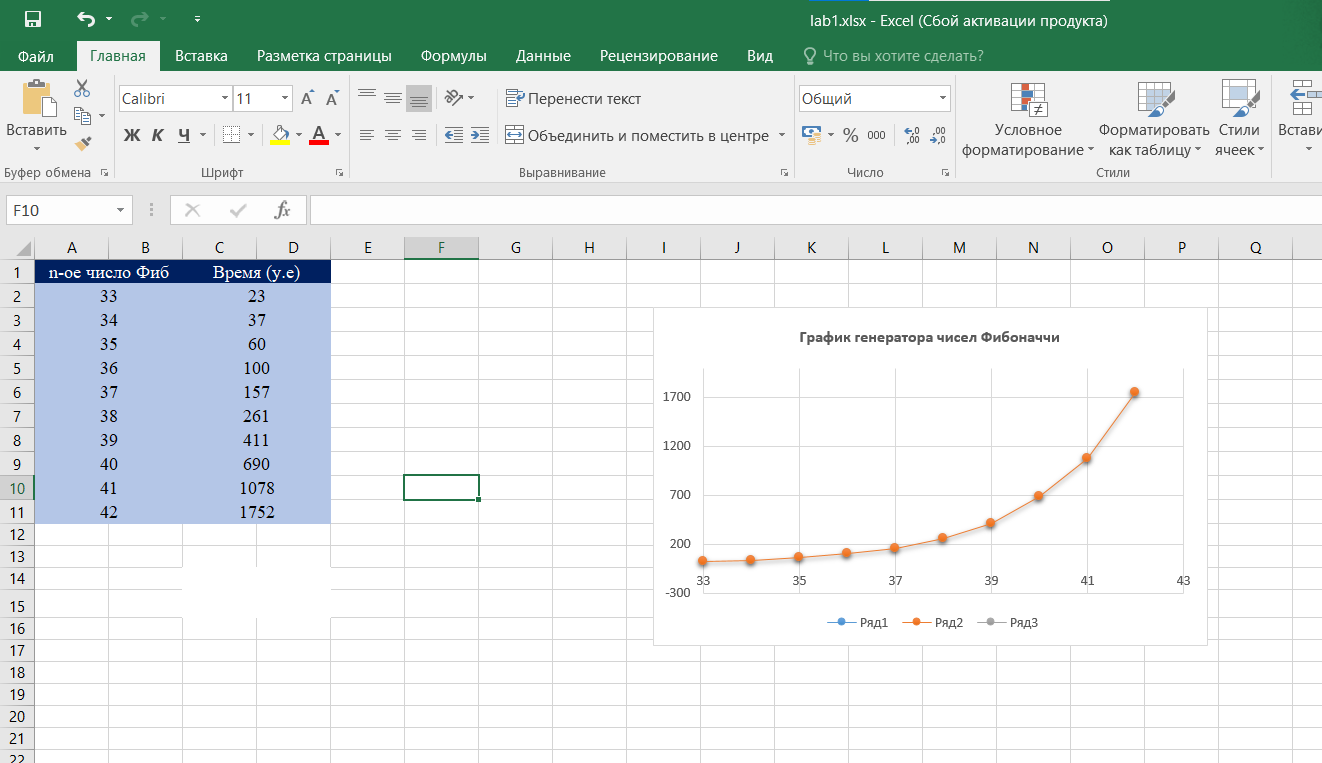 lab1.xlsx - Excel (Сбой активации продукта)
Файл Главная Вставка Разметка страницы Формулы Данные Рецензирование Вид Что вы хотите сделать?
Calibri 11 Перенести текст Общий
Вставить Ж К Ч А Объединить и поместить в центре % 000 Условное форматирование Форматировать как таблицу Стили ячеек
Буфер обмена Шрифт Выравнивание Число Стили
F10 fx
A B C D E F G H I J K L M N O P Q
1 n-ое число Фиб Время (у.е)
2 33 23
3 34 37
4 35 60
5 36 100
6 37 157
7 38 261
8 39 411
9 40 690
10 41 1078
11 42 1752
12
13
14
15
16
17
18
19
20
21
22
График генератора чисел Фибоначчи
1700
1200
700
200
-300
33 35 37 39 41 43
Ряд1 Ряд2 Ряд3